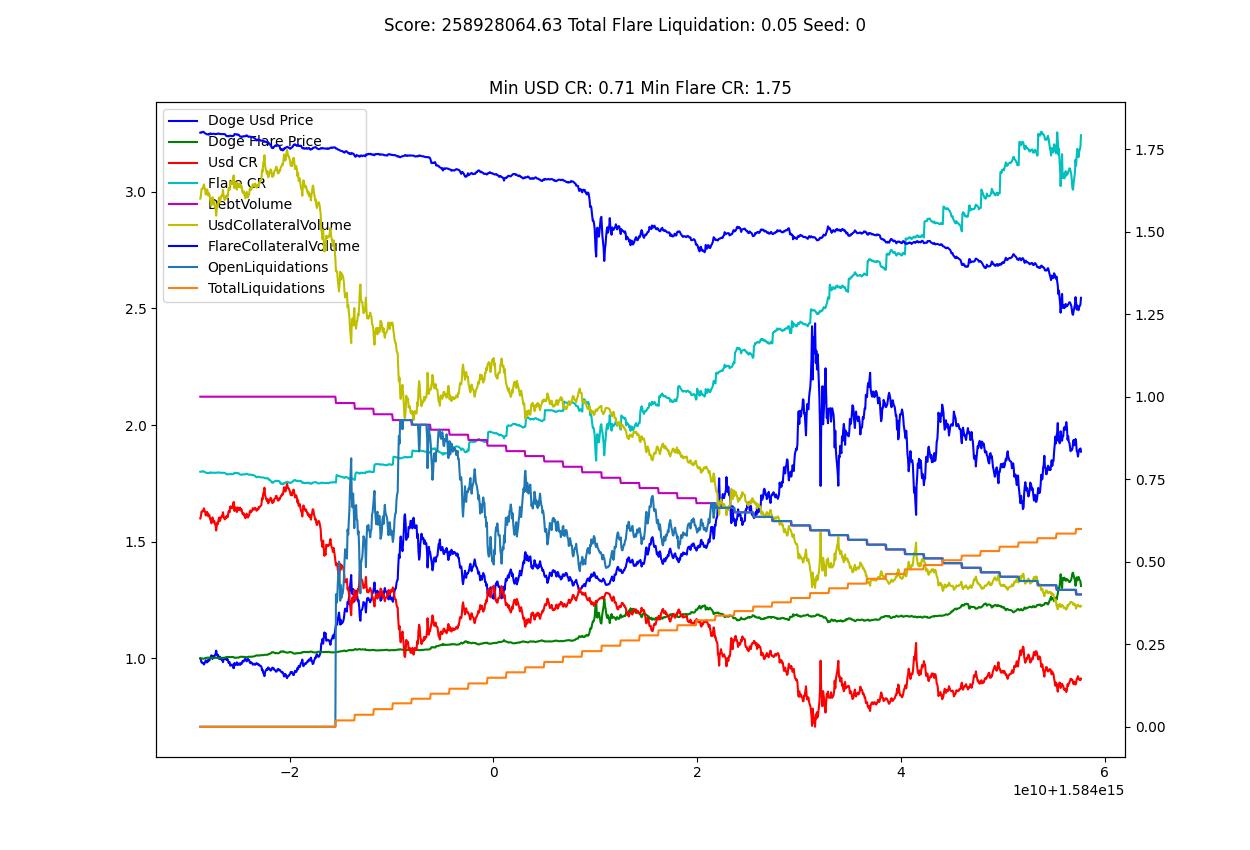 Score: 258928064.63 Total Flare Liquidation: 0.05 Seed: 0
Min USD CR: 0.71 Min Flare CR: 1.75
Doge Usd Price
Doge Flare Price
Usd CR
Flare CR
DebtVolume
UsdCollateralVolume
FlareCollateralVolume
OpenLiquidations
TotalLiquidations
3.0
2.5
2.0
1.5
1.0
1.75
1.50
1.25
1.00
0.75
0.50
0.25
0.00
−2
0
2
4
6
1e10+1.584e15